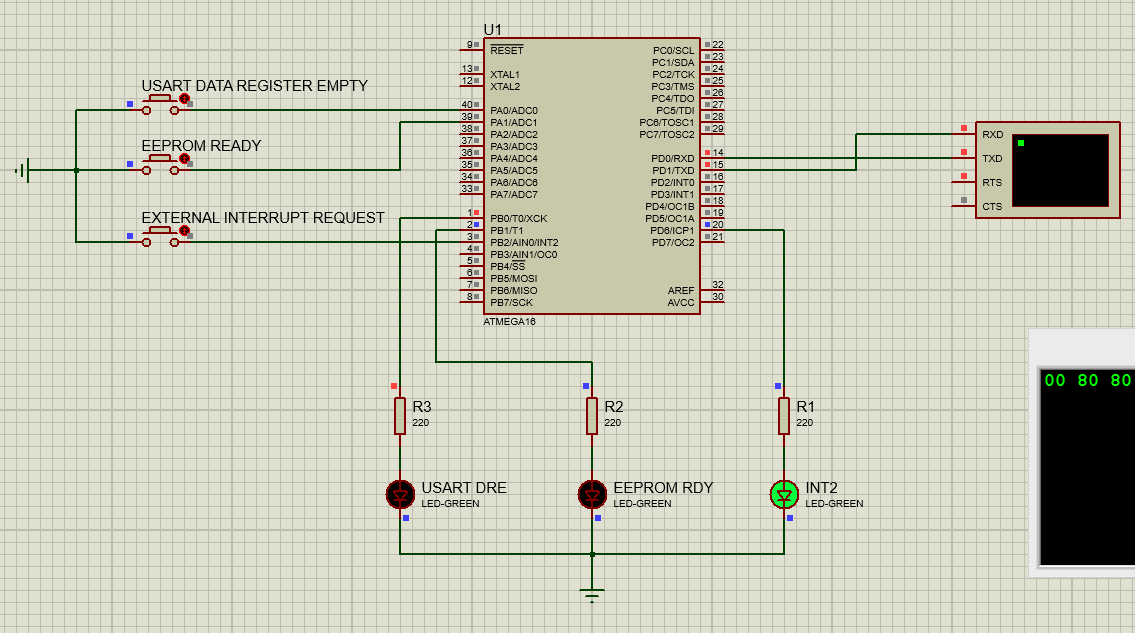 U1
9 RESET
13 XTAL1
12 XTAL2
40 PA0/ADC0
39 PA1/ADC1
38 PA2/ADC2
37 PA3/ADC3
36 PA4/ADC4
35 PA5/ADC5
34 PA6/ADC6
33 PA7/ADC7
1 PB0/T0/XCK
2 PB1/T1
3 PB2/AIN0/INT2
4 PB3/AIN1/OC0
5 PB4/SS
6 PB5/MOSI
7 PB6/MISO
8 PB7/SCK
PC0/SCL 22
PC1/SDA 23
PC2/TCK 24
PC3/TMS 25
PC4/TDO 26
PC5/TDI 27
PC6/TOSC1 28
PC7/TOSC2 29
PD0/RXD 14
PD1/TXD 15
PD2/INT0 16
PD3/INT1 17
PD4/OC1B 18
PD5/OC1A 19
PD6/ICP1 20
PD7/OC2 21
AREF 32
AVCC 30
ATMEGA16
USART DATA REGISTER EMPTY
EEPROM READY
EXTERNAL INTERRUPT REQUEST
RXD
TXD
RTS
CTS
00 80 80
R3
220
R2
220
R1
220
USART DRE
LED-GREEN
EEPROM RDY
LED-GREEN
INT2
LED-GREEN